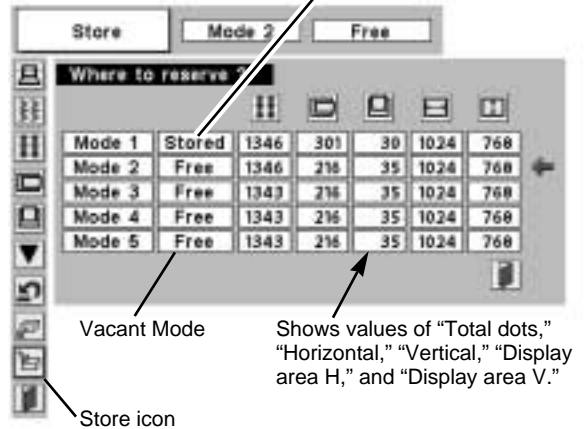 Store Mode 2 Free
Where to reserve ?
Mode 1 Stored 1346 301 30 1024 768
Mode 2 Free 1346 216 35 1024 768
Mode 3 Free 1343 216 35 1024 768
Mode 4 Free 1343 216 35 1024 768
Mode 5 Free 1343 216 35 1024 768
Vacant Mode
Shows values of “Total dots,”
“Horizontal,” “Vertical,” “Display
area H,” and “Display area V.”
Store icon